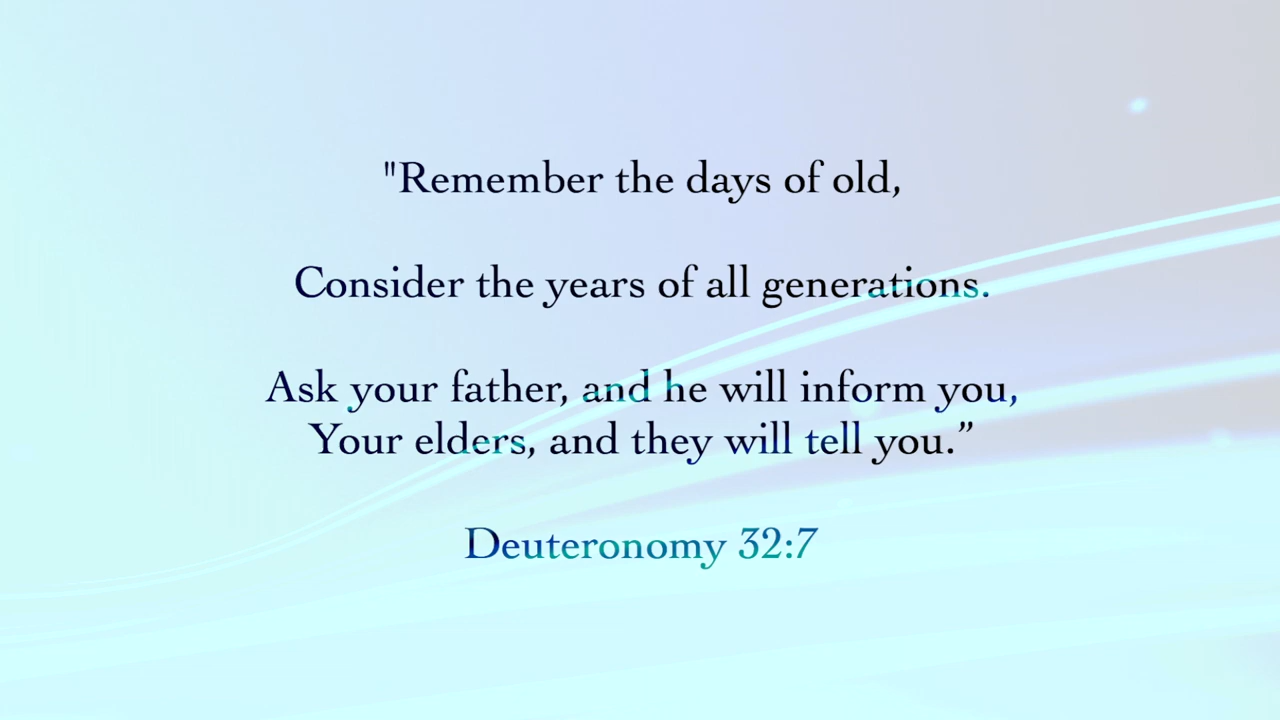 "Remember the days of old,
Consider the years of all generations.
Ask your father, and he will inform you,
Your elders, and they will tell you.”
Deuteronomy 32:7